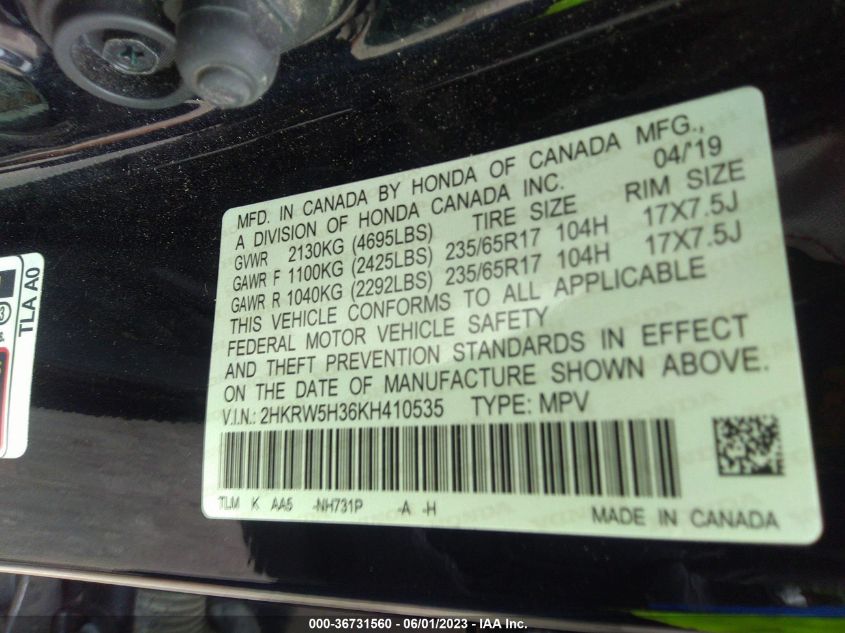 MFD. IN CANADA BY HONDA OF CANADA MFG.,
A DIVISION OF HONDA CANADA INC. 04/'19
GVWR 2130KG (4695LBS) TIRE SIZE RIM SIZE
GAWR F 1100KG (2425LBS) 235/65R17 104H 17X7.5J
GAWR R 1040KG (2292LBS) 235/65R17 104H 17X7.5J
THIS VEHICLE CONFORMS TO ALL APPLICABLE
FEDERAL MOTOR VEHICLE SAFETY
AND THEFT PREVENTION STANDARDS IN EFFECT
ON THE DATE OF MANUFACTURE SHOWN ABOVE.
V.I.N.: 2HKRW5H36KH410535 TYPE: MPV
TLM K AA5 -NH731P -A -H
MADE IN CANADA
TLA A0
3
000-36731560 - 06/01/2023 - IAA Inc.